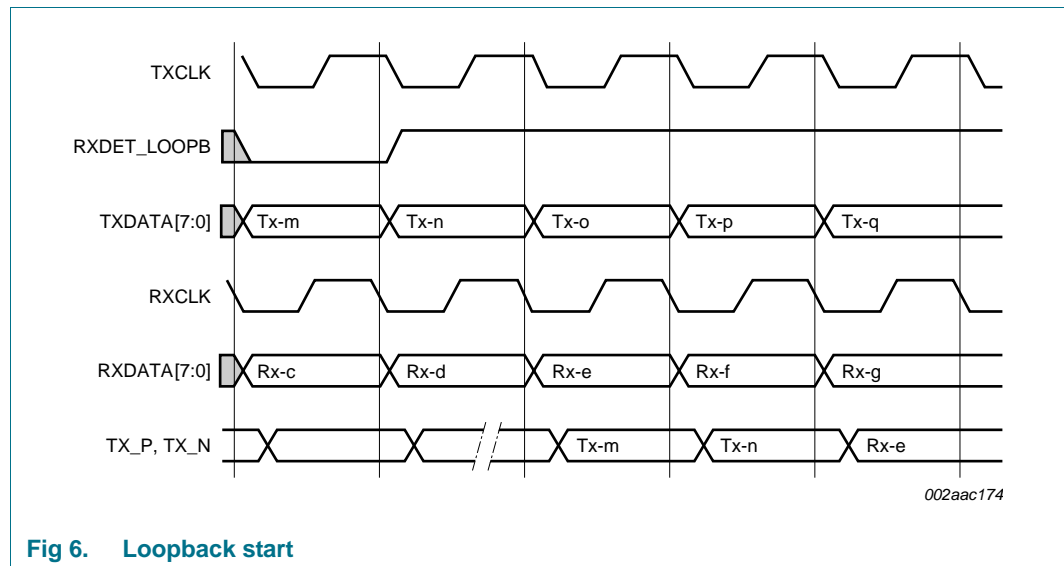 TXCLK
RXDET_LOOPB
TXDATA[7:0] Tx-m Tx-n Tx-o Tx-p Tx-q
RXCLK
RXDATA[7:0] Rx-c Rx-d Rx-e Rx-f Rx-g
TX_P, TX_N Tx-m Tx-n Rx-e
002aac174
Fig 6. Loopback start